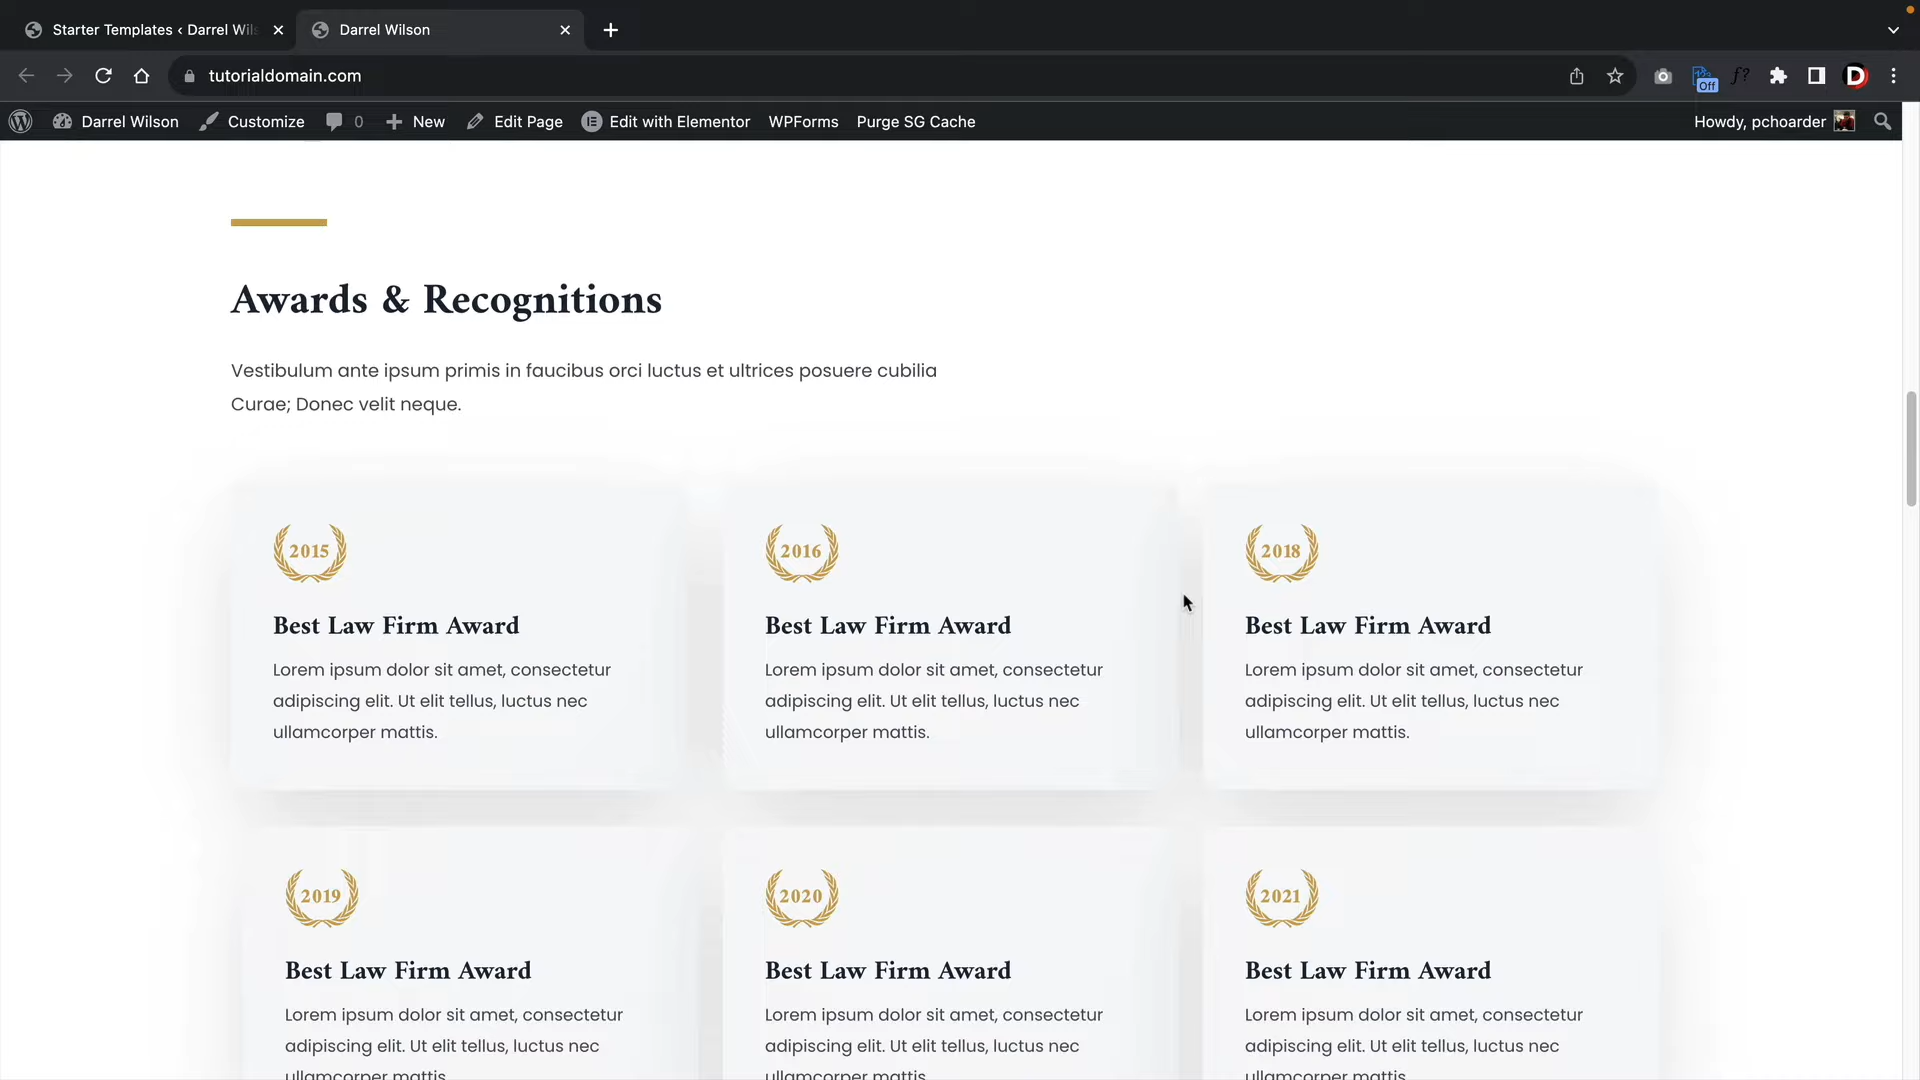 Starter Templates ‹ Darrel Wils
Darrel Wilson
tutorialdomain.com
f?
Off
D
Darrel Wilson
Customize
0
New
Edit Page
Edit with Elementor
WPForms
Purge SG Cache
Howdy, pchoarder
Awards & Recognitions
Vestibulum ante ipsum primis in faucibus orci luctus et ultrices posuere cubilia
Curae; Donec velit neque.
2015
Best Law Firm Award
Lorem ipsum dolor sit amet, consectetur
adipiscing elit. Ut elit tellus, luctus nec
ullamcorper mattis.
2016
Best Law Firm Award
Lorem ipsum dolor sit amet, consectetur
adipiscing elit. Ut elit tellus, luctus nec
ullamcorper mattis.
2018
Best Law Firm Award
Lorem ipsum dolor sit amet, consectetur
adipiscing elit. Ut elit tellus, luctus nec
ullamcorper mattis.
2019
Best Law Firm Award
Lorem ipsum dolor sit amet, consectetur
adipiscing elit. Ut elit tellus, luctus nec
ullamcorper mattis
2020
Best Law Firm Award
Lorem ipsum dolor sit amet, consectetur
adipiscing elit. Ut elit tellus, luctus nec
ullamcorper mattis
2021
Best Law Firm Award
Lorem ipsum dolor sit amet, consectetur
adipiscing elit. Ut elit tellus, luctus nec
ullamcorper mattis